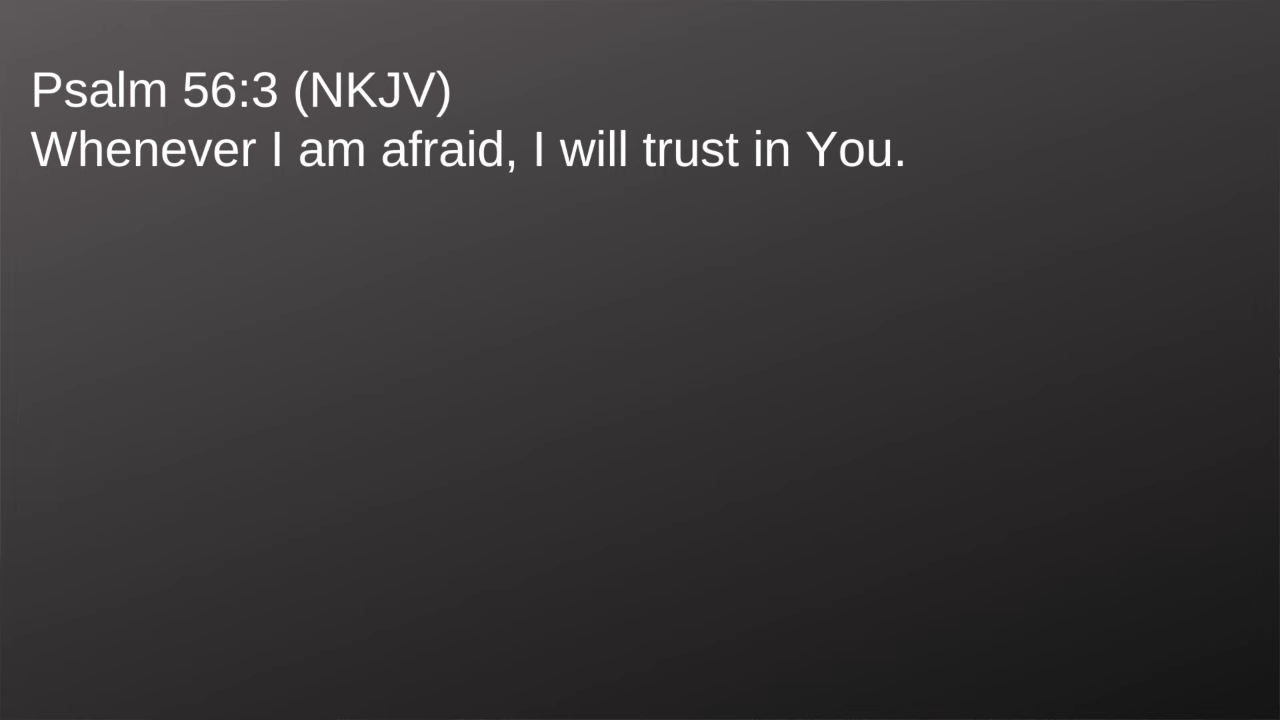 Psalm 56:3 (NKJV)
Whenever I am afraid, I will trust in You.